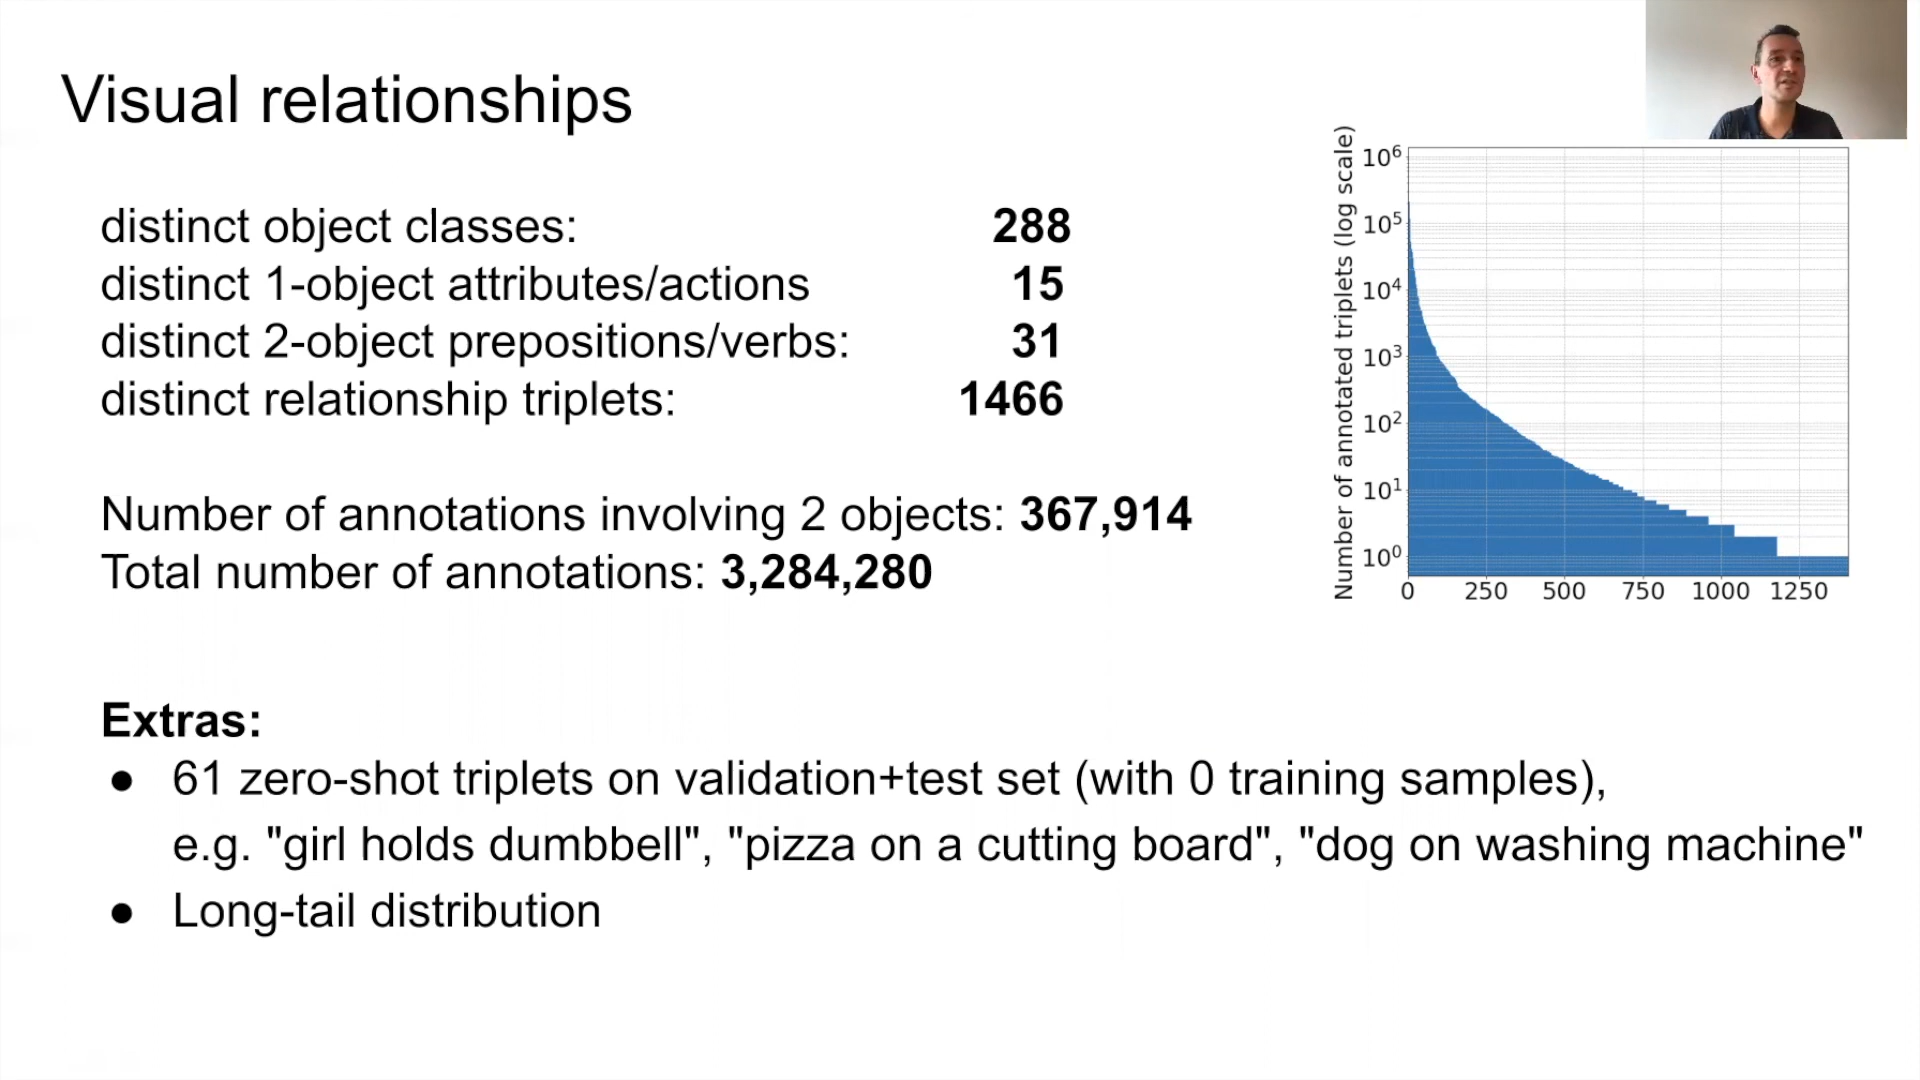 Visual relationships
distinct object classes: 288
distinct 1-object attributes/actions 15
distinct 2-object prepositions/verbs: 31
distinct relationship triplets: 1466
Number of annotations involving 2 objects: 367,914
Total number of annotations: 3,284,280
Number of annotated triplets (log scale)
10⁶
10⁵
10⁴
10³
10²
10¹
10⁰
0 250 500 750 1000 1250
Extras:
● 61 zero-shot triplets on validation+test set (with 0 training samples),
e.g. "girl holds dumbbell", "pizza on a cutting board", "dog on washing machine"
● Long-tail distribution